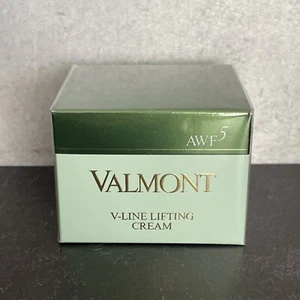 AWF5
VALMONT
V-LINE LIFTING
CREAM